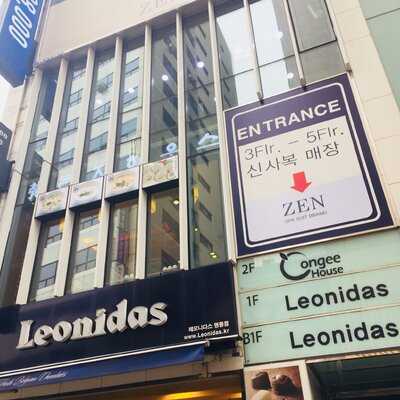 ZEN
ENTRANCE
3Flr. – 5Flr.
신사복 매장
ZEN
2F Congee House
1F Leonidas
B1F Leonidas
Leonidas
레오니다스 명동점
www.Leonidas.kr